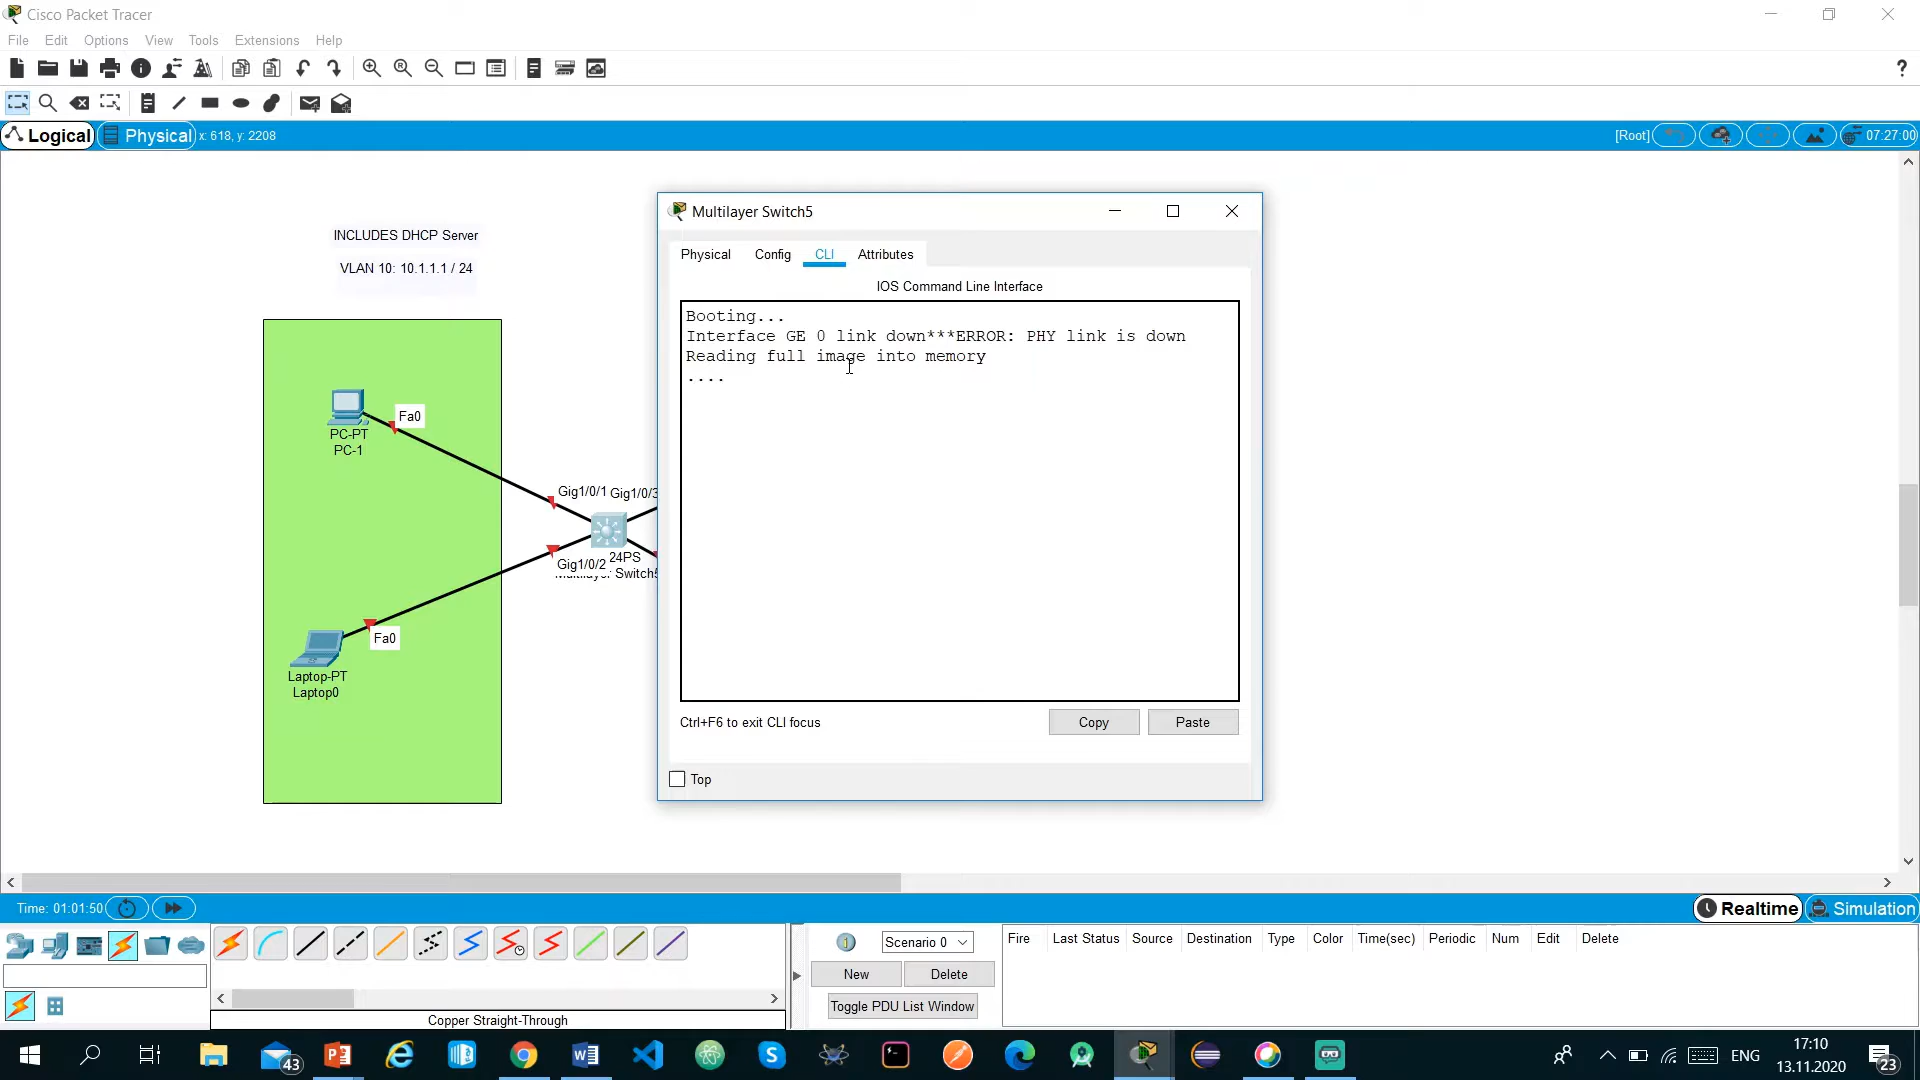 Cisco Packet Tracer
File Edit Options View Tools Extensions Help
?
Logical Physical x: 618, y: 2208 [Root] 07:27:00
INCLUDES DHCP Server
VLAN 10: 10.1.1.1 / 24
PC-PT
PC-1
Fa0
Gig1/0/1 Gig1/0/3
Gig1/0/2 24PS
Switch5
Fa0
Laptop-PT
Laptop0
Multilayer Switch5
Physical Config CLI Attributes
IOS Command Line Interface
Booting...
Interface GE 0 link down***ERROR: PHY link is down
Reading full image into memory
....
Ctrl+F6 to exit CLI focus Copy Paste
Top
Time: 01:01:50 Realtime Simulation
Scenario 0
New Delete
Toggle PDU List Window
Fire Last Status Source Destination Type Color Time(sec) Periodic Num Edit Delete
Copper Straight-Through
43
ENG
17:10
13.11.2020
23